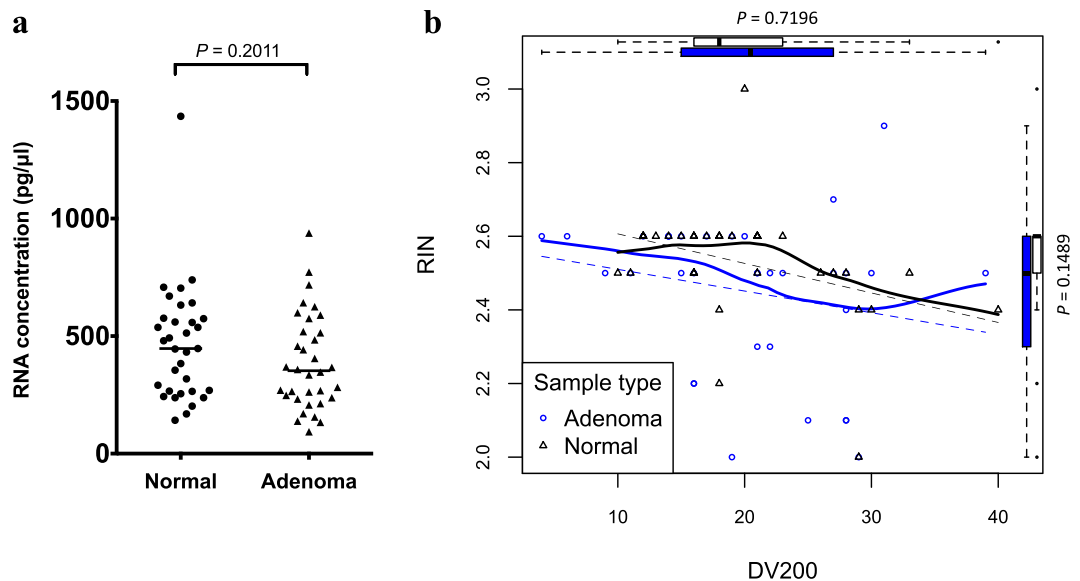 a
P = 0.2011
RNA concentration (pg/µl)
1500
1000
500
0
Normal
Adenoma
b
P = 0.7196
RIN
3.0
2.8
2.6
2.4
2.2
2.0
P = 0.1489
Sample type
Adenoma
Normal
10
20
30
40
DV200